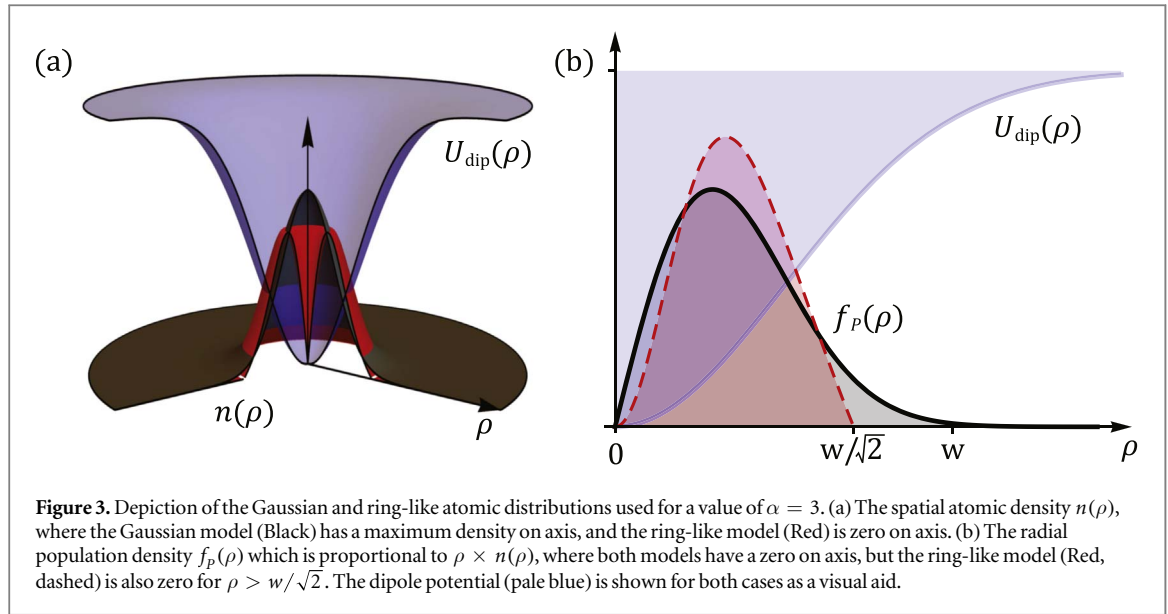 (a)
U_dip(ρ)
n(ρ)
ρ
(b)
U_dip(ρ)
f_P(ρ)
0
w/√2
w
ρ
Figure 3. Depiction of the Gaussian and ring-like atomic distributions used for a value of α = 3. (a) The spatial atomic density n(ρ),
where the Gaussian model (Black) has a maximum density on axis, and the ring-like model (Red) is zero on axis. (b) The radial
population density f_P(ρ) which is proportional to ρ × n(ρ), where both models have a zero on axis, but the ring-like model (Red,
dashed) is also zero for ρ > w/√2. The dipole potential (pale blue) is shown for both cases as a visual aid.